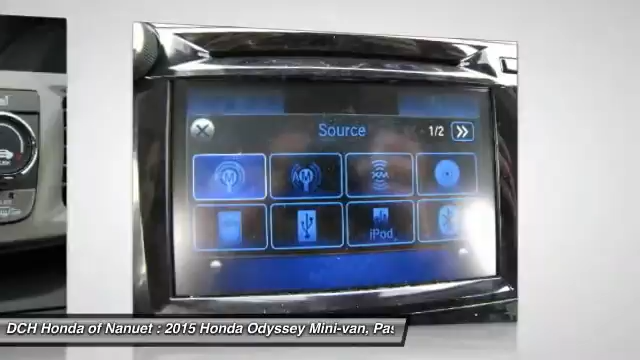 Source
1/2
XM
iPod
DCH Honda of Nanuet : 2015 Honda Odyssey Mini-van, Pas